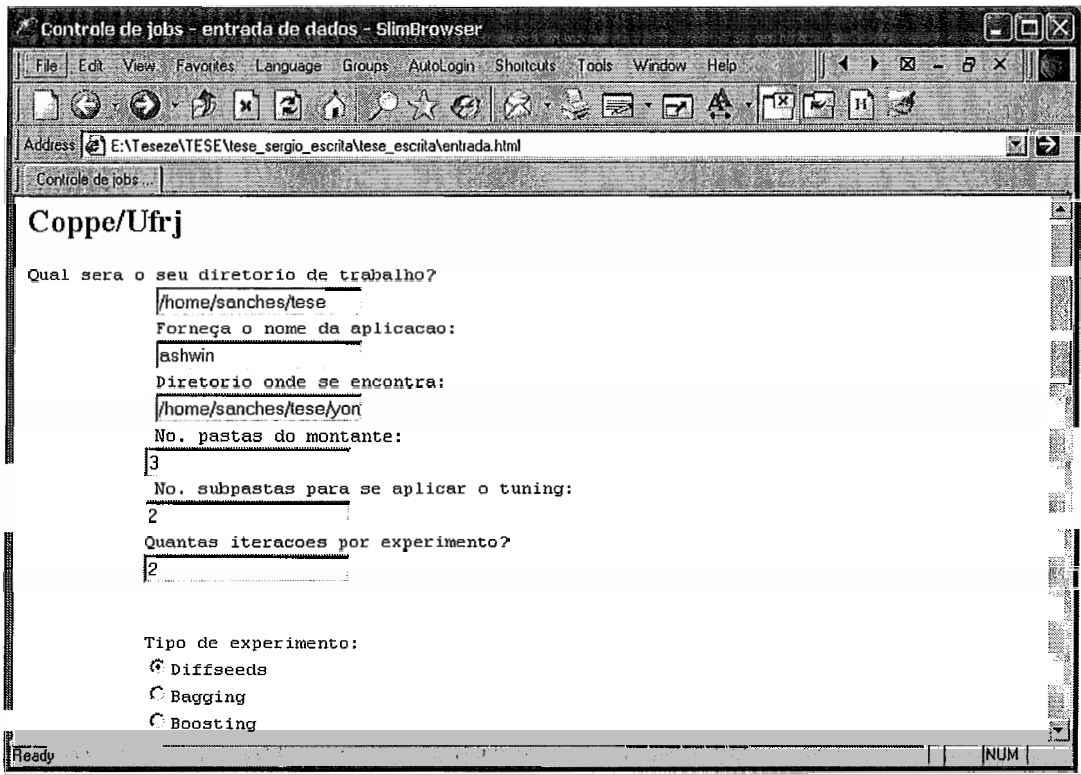 Controle de jobs - entrada de dados - SlimBrowser
File Edit View Favorites Language Groups AutoLogin Shortcuts Tools Window Help
Address E:\Teseze\TESE\tese_sergio_escrita\tese_escrita\entrada.html
Controle de jobs ...
Coppe/Ufrj
Qual sera o seu diretorio de trabalho?
/home/sanches/tese
Forneça o nome da aplicacao:
ashwin
Diretorio onde se encontra:
/home/sanches/tese/yon
No. pastas do montante:
3
No. subpastas para se aplicar o tuning:
2
Quantas iteracoes por experimento?
2
Tipo de experimento:
Diffseeds
Bagging
Boosting
Ready NUM